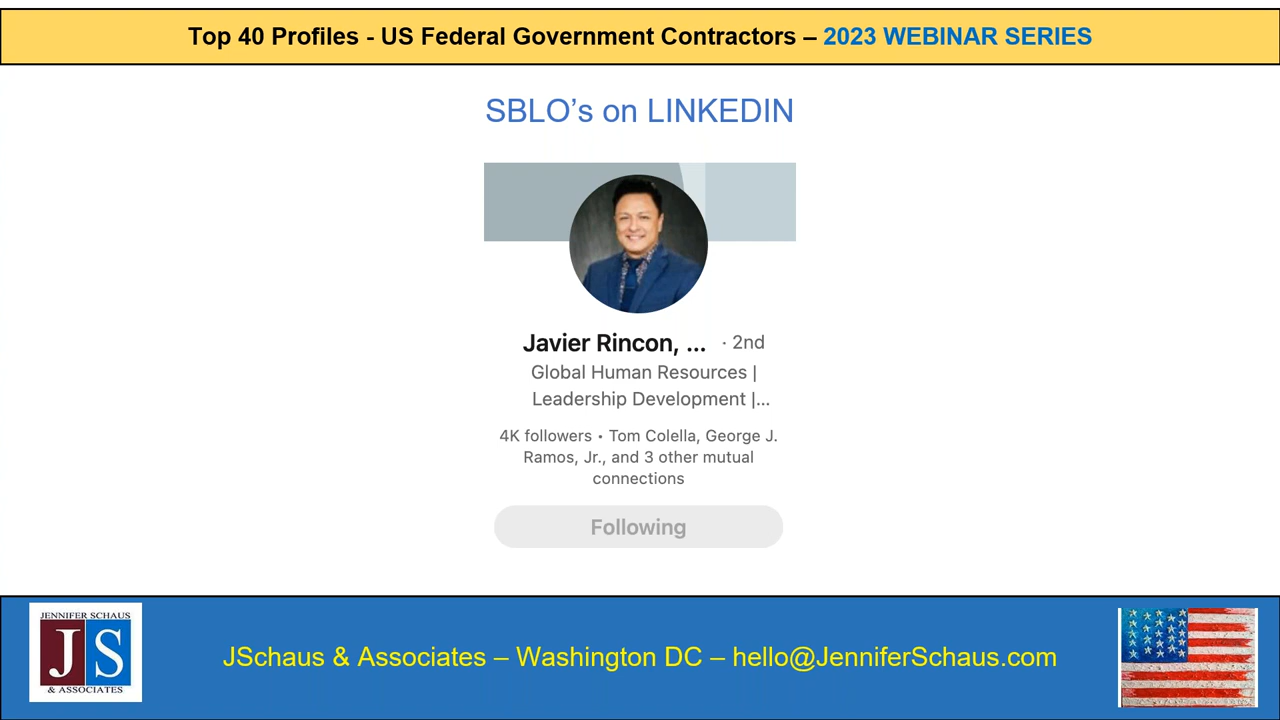 Top 40 Profiles - US Federal Government Contractors – 2023 WEBINAR SERIES
SBLO’s on LINKEDIN
Javier Rincon, ... · 2nd
Global Human Resources |
Leadership Development |...
4K followers • Tom Colella, George J.
Ramos, Jr., and 3 other mutual
connections
Following
JENNIFER SCHAUS
JS
& ASSOCIATES
JSchaus & Associates – Washington DC – hello@JenniferSchaus.com